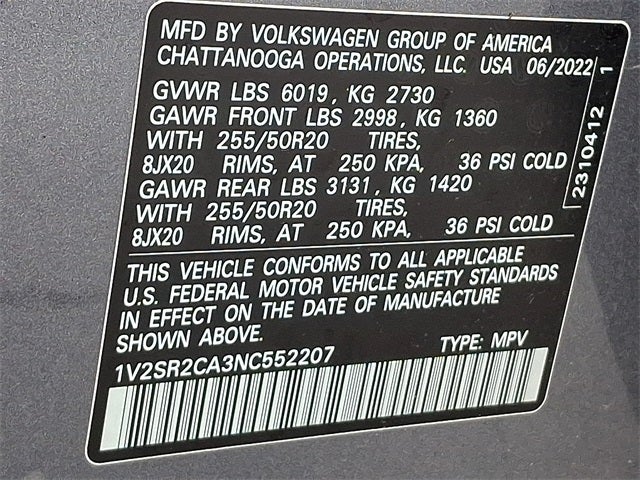 MFD BY VOLKSWAGEN GROUP OF AMERICA
CHATTANOOGA OPERATIONS, LLC. USA 06/2022
GVWR LBS 6019, KG 2730
GAWR FRONT LBS 2998, KG 1360
WITH 255/50R20 TIRES,
8JX20 RIMS, AT 250 KPA, 36 PSI COLD
GAWR REAR LBS 3131, KG 1420
WITH 255/50R20 TIRES,
8JX20 RIMS, AT 250 KPA, 36 PSI COLD
THIS VEHICLE CONFORMS TO ALL APPLICABLE
U.S. FEDERAL MOTOR VEHICLE SAFETY STANDARDS
IN EFFECT ON THE DATE OF MANUFACTURE
SHOWN ABOVE.
1V2SR2CA3NC552207 TYPE: MPV
2310412 1